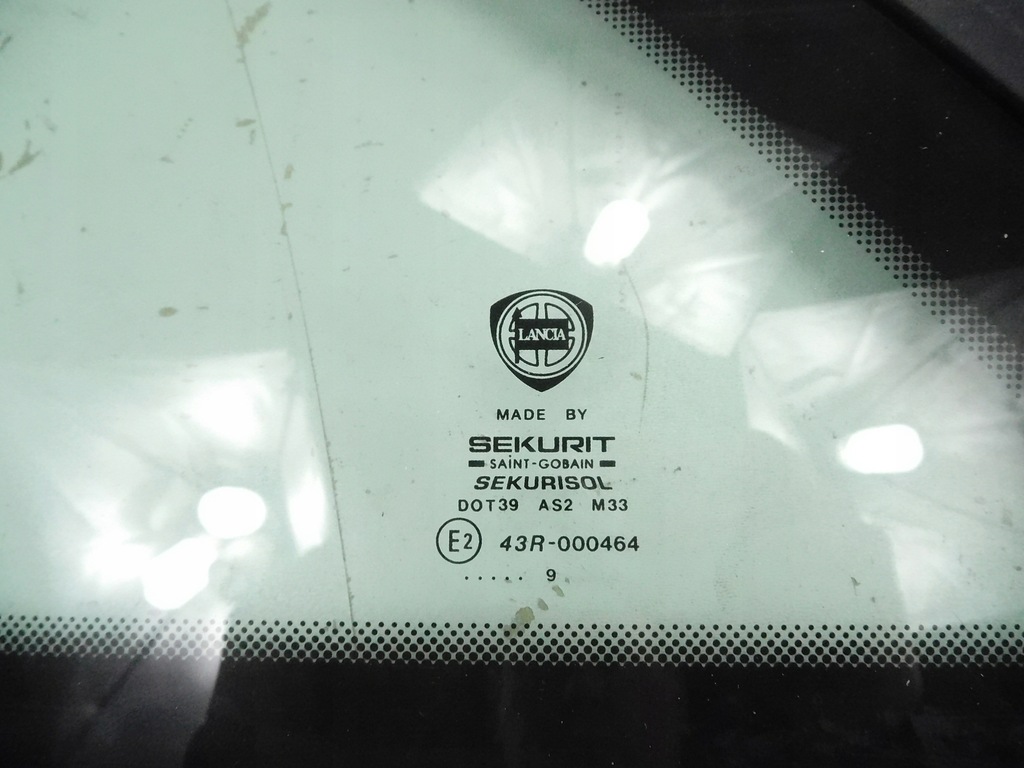 LANCIA
MADE BY
SEKURIT
SAINT-GOBAIN
SEKURISOL
DOT39 AS2 M33
E2 43R-000464
..... 9